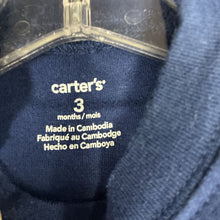 carter's
3
months / mois
Made in Cambodia
Fabriqué au Cambodge
Hecho en Camboya